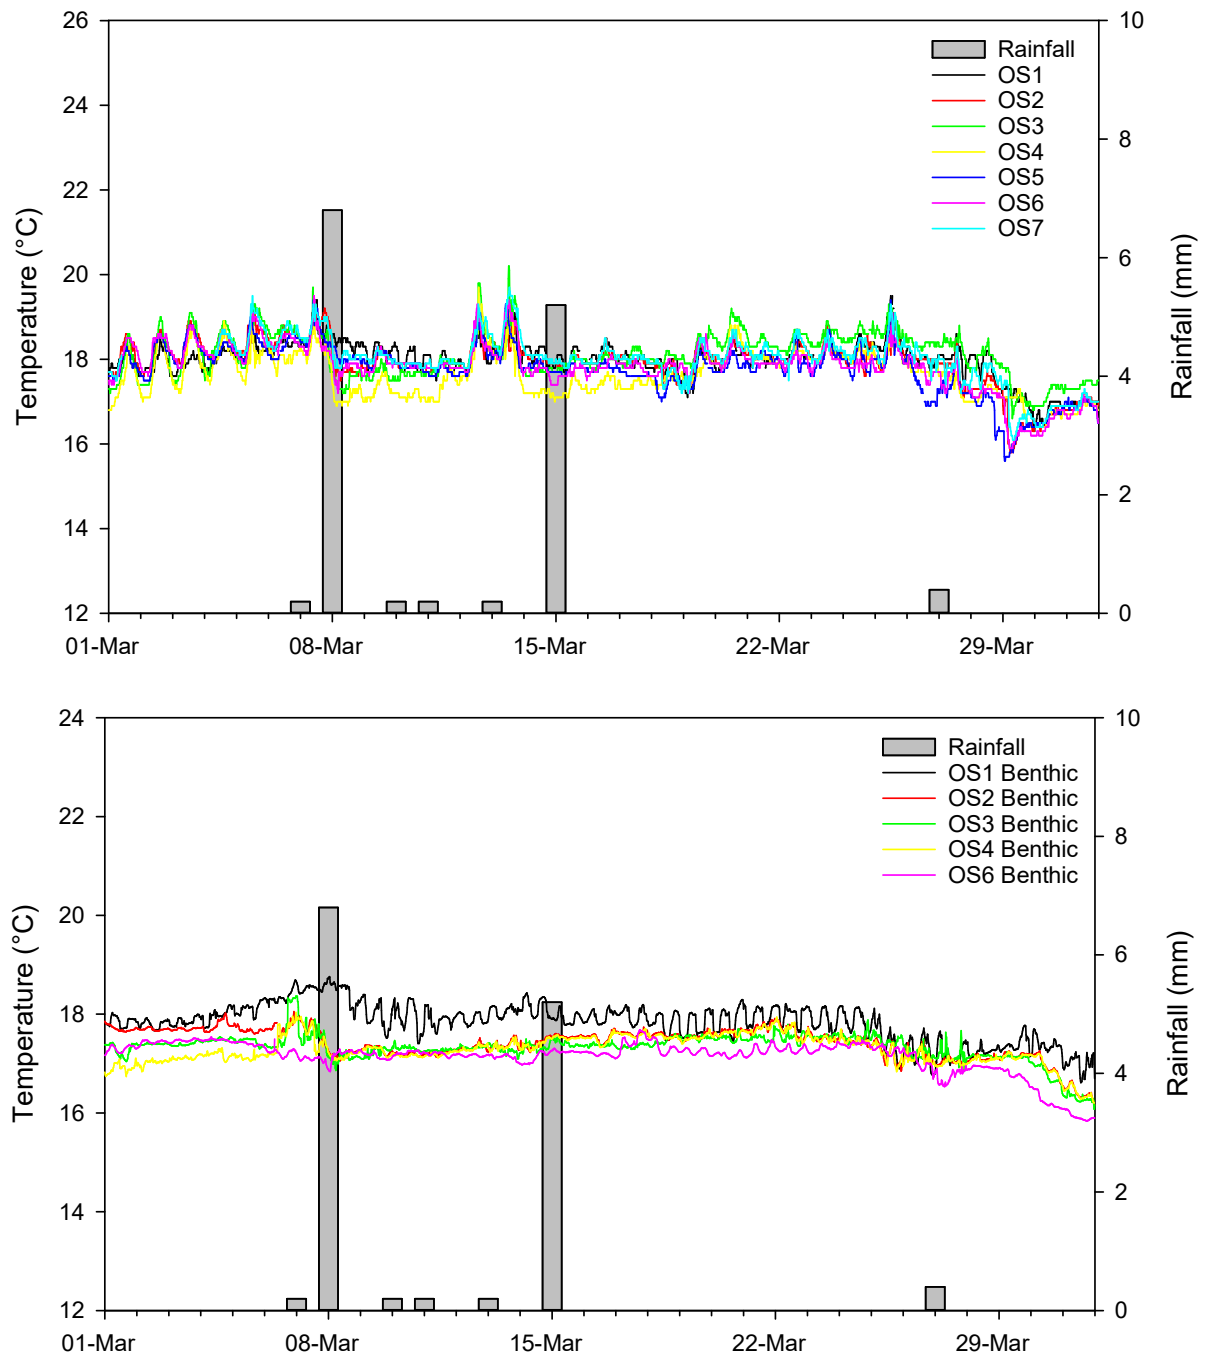 26
24
22
20
18
16
14
12
Temperature (°C)
10
8
6
4
2
0
Rainfall (mm)
Rainfall
OS1
OS2
OS3
OS4
OS5
OS6
OS7
01-Mar
08-Mar
15-Mar
22-Mar
29-Mar
24
22
20
18
16
14
12
Temperature (°C)
10
8
6
4
2
0
Rainfall (mm)
Rainfall
OS1 Benthic
OS2 Benthic
OS3 Benthic
OS4 Benthic
OS6 Benthic
01-Mar
08-Mar
15-Mar
22-Mar
29-Mar